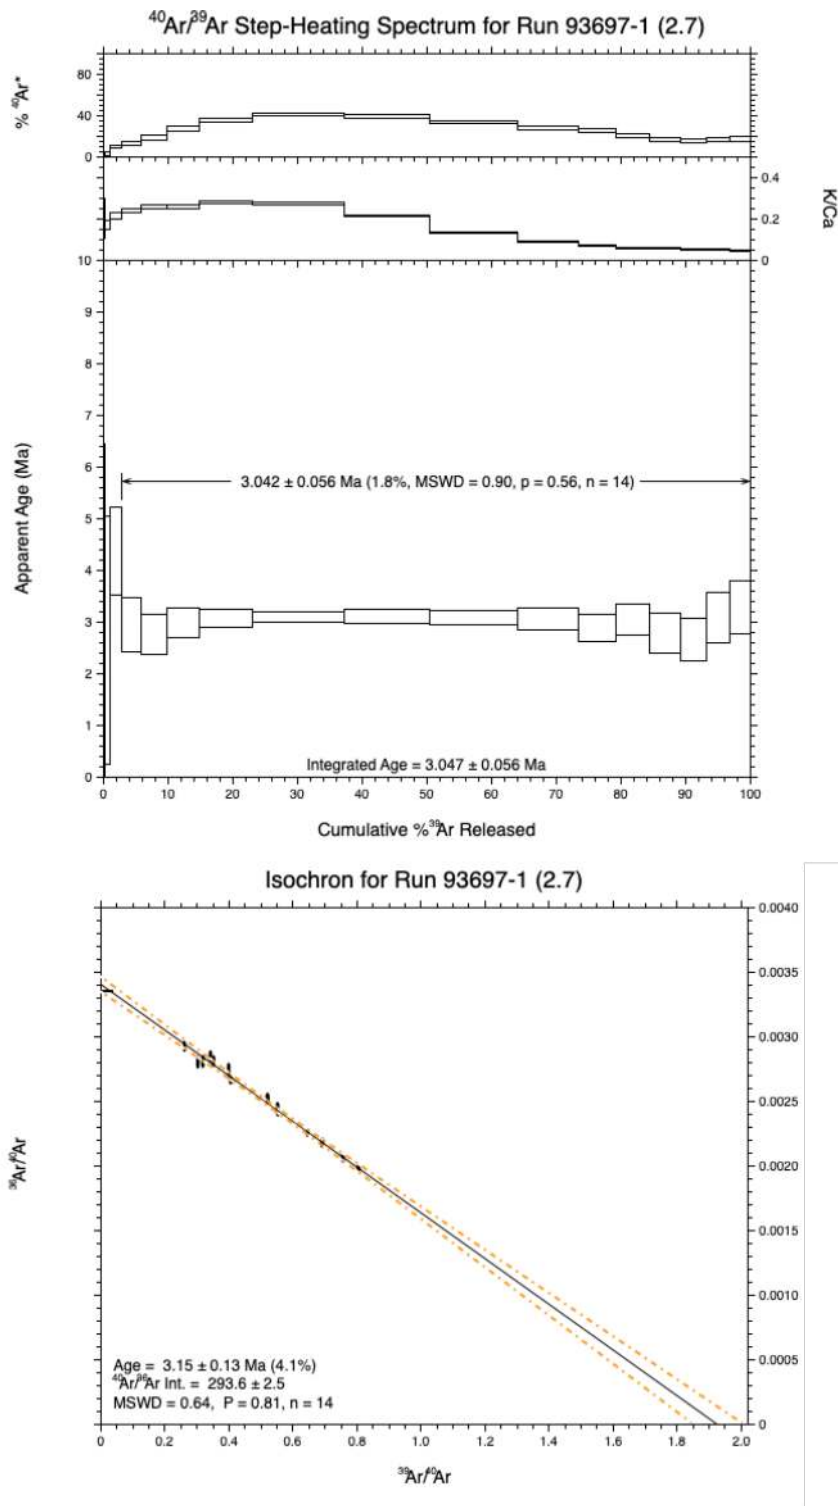 ⁴⁰Ar/³⁹Ar Step-Heating Spectrum for Run 93697-1 (2.7)
% ⁴⁰Ar*
80
40
0
K/Ca
0.4
0.2
0
Apparent Age (Ma)
10
9
8
7
6
5
4
3
2
1
0
3.042 ± 0.056 Ma (1.8%, MSWD = 0.90, p = 0.56, n = 14)
Integrated Age = 3.047 ± 0.056 Ma
0 10 20 30 40 50 60 70 80 90 100
Cumulative %³⁹Ar Released
Isochron for Run 93697-1 (2.7)
³⁶Ar/⁴⁰Ar
0.0040
0.0035
0.0030
0.0025
0.0020
0.0015
0.0010
0.0005
0
Age = 3.15 ± 0.13 Ma (4.1%)
⁴⁰Ar/³⁶Ar Int. = 293.6 ± 2.5
MSWD = 0.64, P = 0.81, n = 14
0 0.2 0.4 0.6 0.8 1.0 1.2 1.4 1.6 1.8 2.0
³⁹Ar/⁴⁰Ar